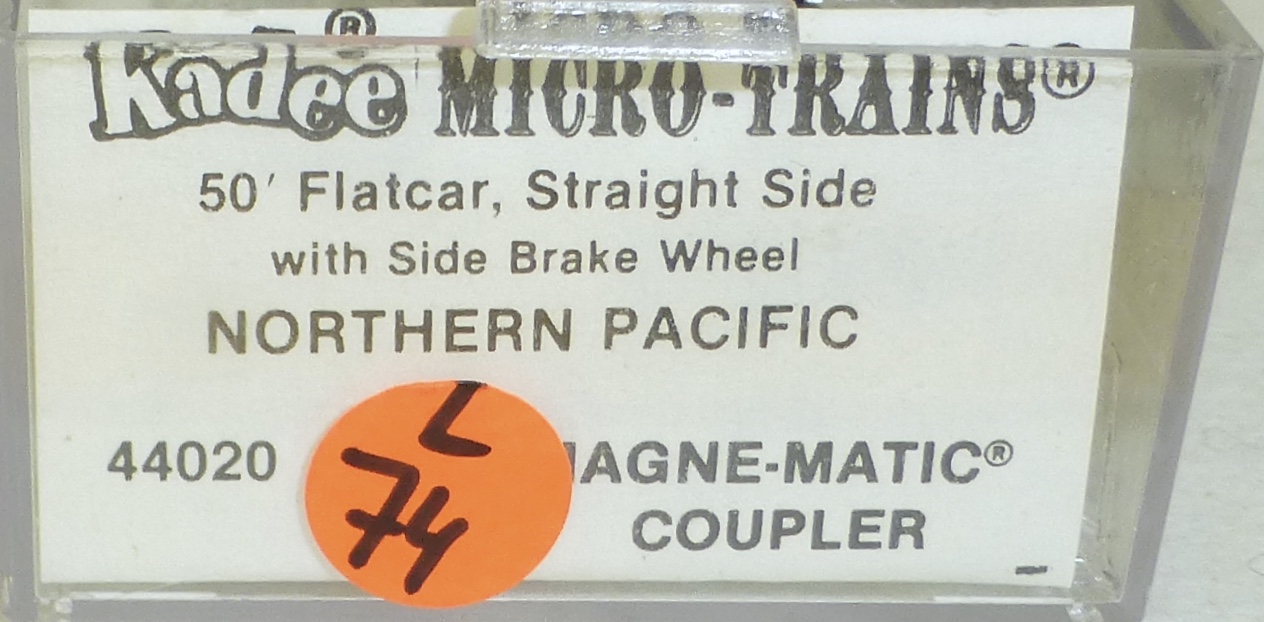 Kadee® MICRO-TRAINS®
50' Flatcar, Straight Side
with Side Brake Wheel
NORTHERN PACIFIC
44020
L
74
AGNE-MATIC®
COUPLER